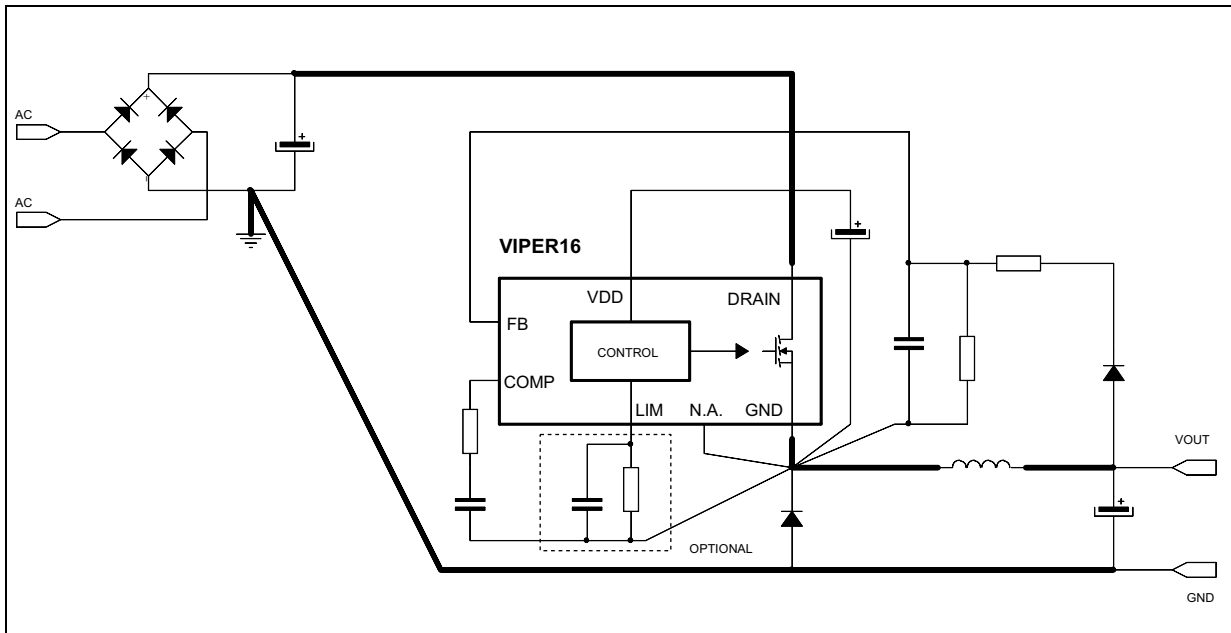 AC
AC
VIPER16
VDD
DRAIN
FB
CONTROL
COMP
LIM
N.A.
GND
VOUT
OPTIONAL
GND